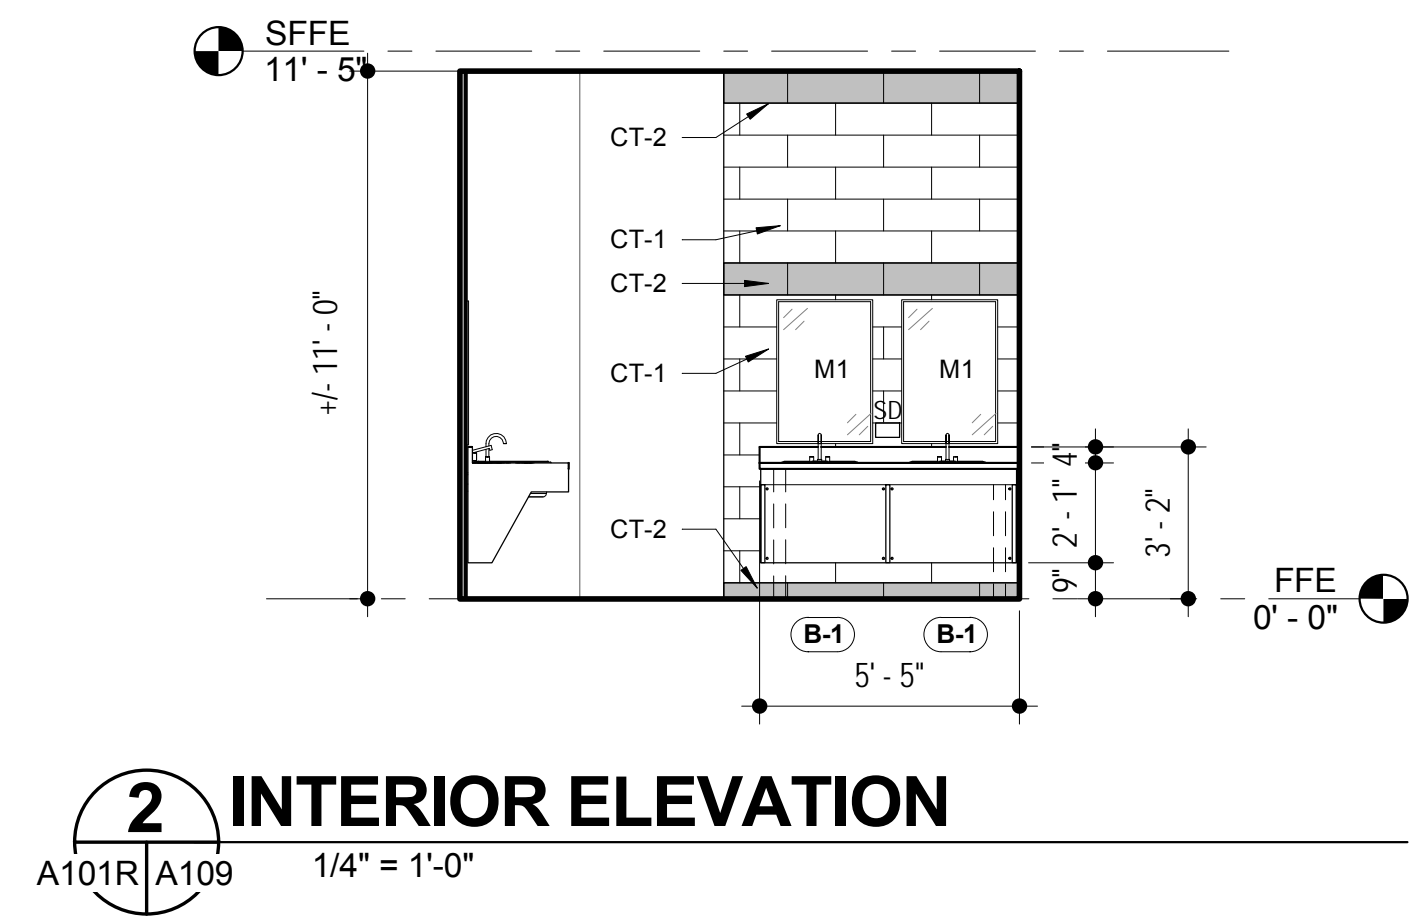 SFFE
11' - 5"
CT-2
CT-1
CT-2
+/- 11' - 0"
CT-1
M1
M1
SD
4"
2' - 1"
3' - 2"
CT-2
9"
FFE
0' - 0"
B-1
B-1
5' - 5"
2
INTERIOR ELEVATION
A101R
A109
1/4" = 1'-0"